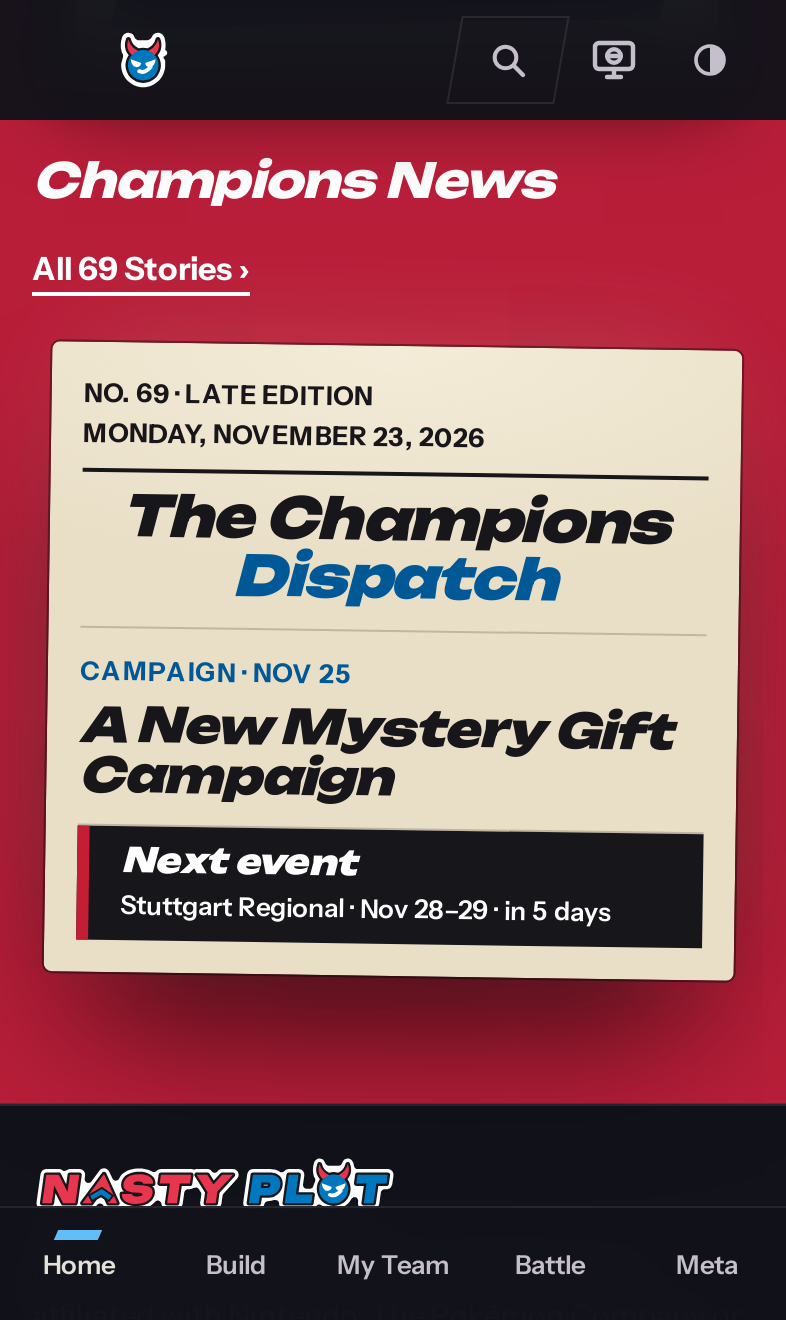 Champions News
All 69 Stories ›
NO. 69 · LATE EDITION
MONDAY, NOVEMBER 23, 2026
The Champions
Dispatch
CAMPAIGN · NOV 25
A New Mystery Gift
Campaign
Next event
Stuttgart Regional · Nov 28–29 · in 5 days
NASTY PLOT
Home Build My Team Battle Meta